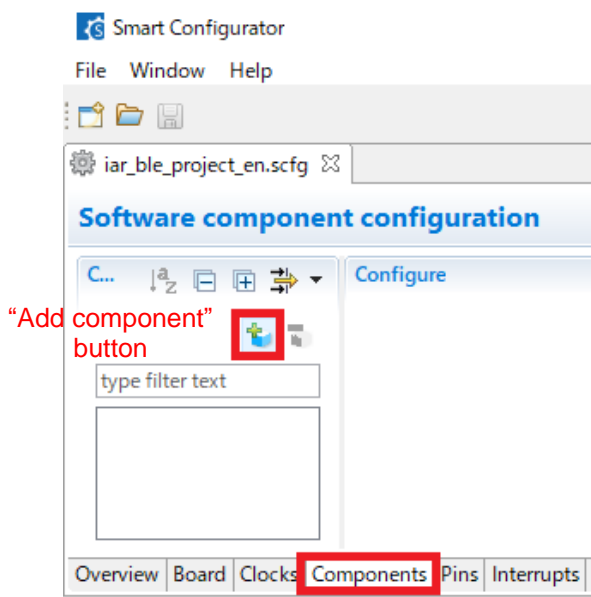 Smart Configurator
File Window Help
iar_ble_project_en.scfg
Software component configuration
C... Configure
“Add component”
button
type filter text
Overview Board Clocks Components Pins Interrupts